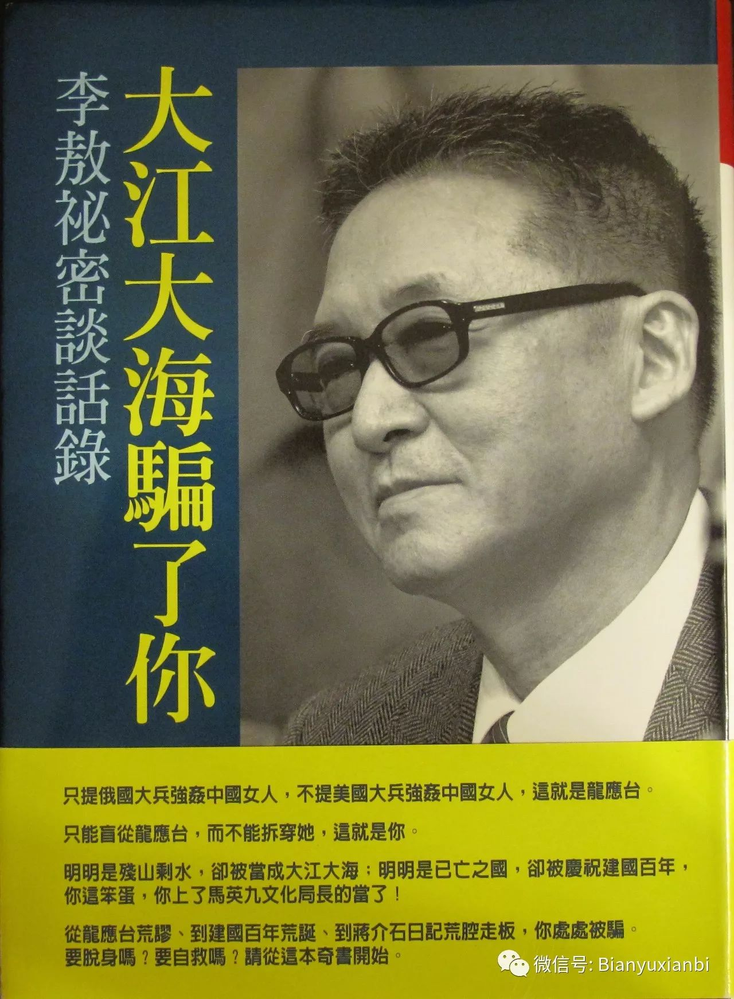 大江大海騙了你
李敖祕密談話錄
只提俄國大兵強姦中國女人，不提美國大兵強姦中國女人，這就是龍應台。
只能盲從龍應台，而不能拆穿她，這就是你。
明明是殘山剩水，卻被當成大江大海；明明是已亡之國，卻被慶祝建國百年，
你這笨蛋，你上了馬英九文化局長的當了！
從龍應台荒謬、到建國百年荒誕、到蔣介石日記荒腔走板，你處處被騙。
要脫身嗎？要自救嗎？請從這本奇書開始。
微信号: Bianyuxianbi